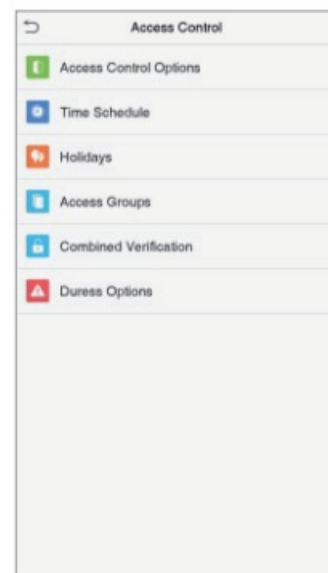 Access Control
Access Control Options
Time Schedule
Holidays
Access Groups
Combined Verification
Duress Options